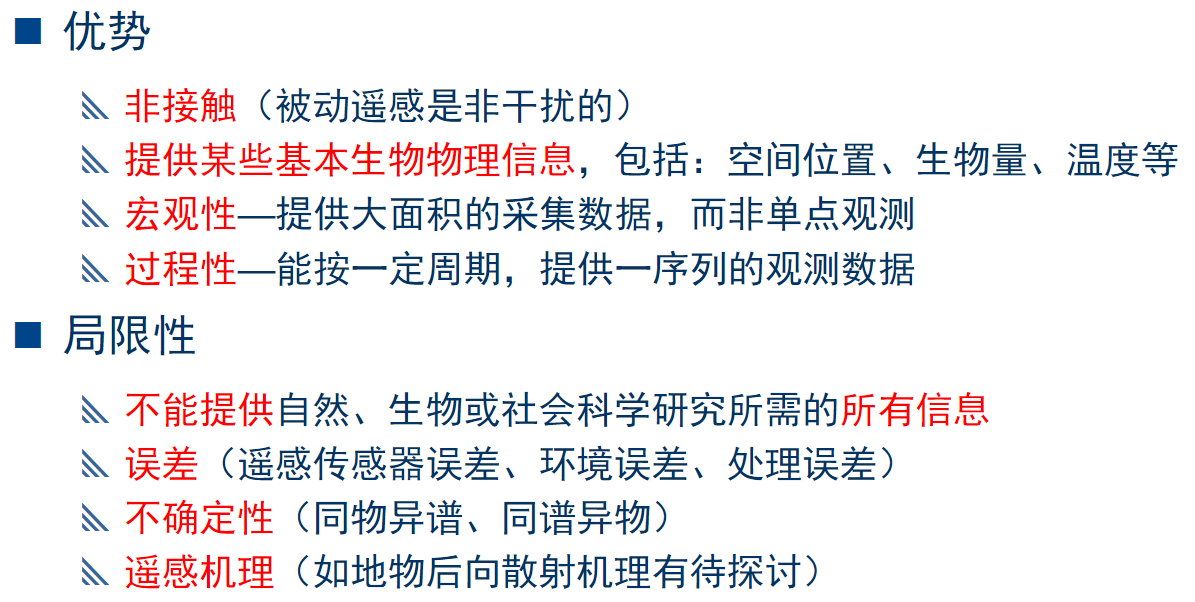 优势
非接触（被动遥感是非干扰的）
提供某些基本生物物理信息，包括：空间位置、生物量、温度等
宏观性—提供大面积的采集数据，而非单点观测
过程性—能按一定周期，提供一序列的观测数据
局限性
不能提供自然、生物或社会科学研究所需的所有信息
误差（遥感传感器误差、环境误差、处理误差）
不确定性（同物异谱、同谱异物）
遥感机理（如地物后向散射机理有待探讨）